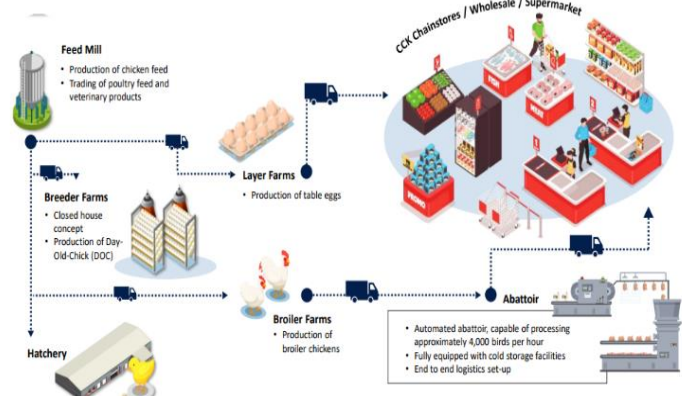 CCK Chainstores / Wholesale / Supermarket
Feed Mill
• Production of chicken feed
• Trading of poultry feed and
veterinary products
FISH
MEAT
PROMO
Layer Farms
• Production of table eggs
Breeder Farms
• Closed house
concept
• Production of Day-
Old-Chick (DOC)
Broiler Farms
• Production of
broiler chickens
Abattoir
• Automated abattoir, capable of processing
approximately 4,000 birds per hour
• Fully equipped with cold storage facilities
• End to end logistics set-up
Hatchery